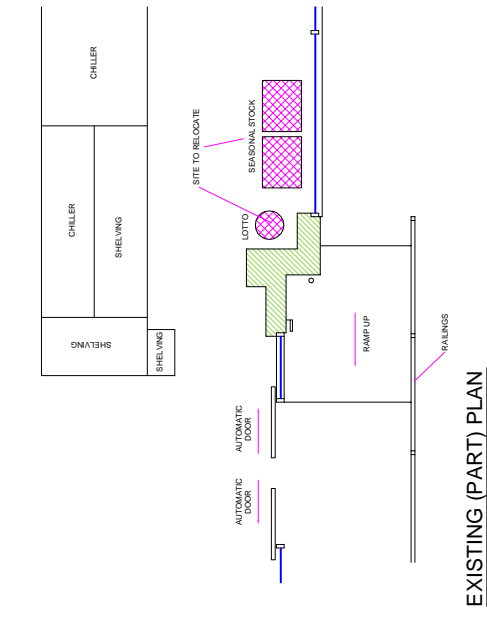 CHILLER
CHILLER
SHELVING
SHELVING
SHELVING
SITE TO RELOCATE
SEASONAL STOCK
LOTTO
AUTOMATIC
DOOR
AUTOMATIC
DOOR
RAMP UP
RAILINGS
EXISTING (PART) PLAN